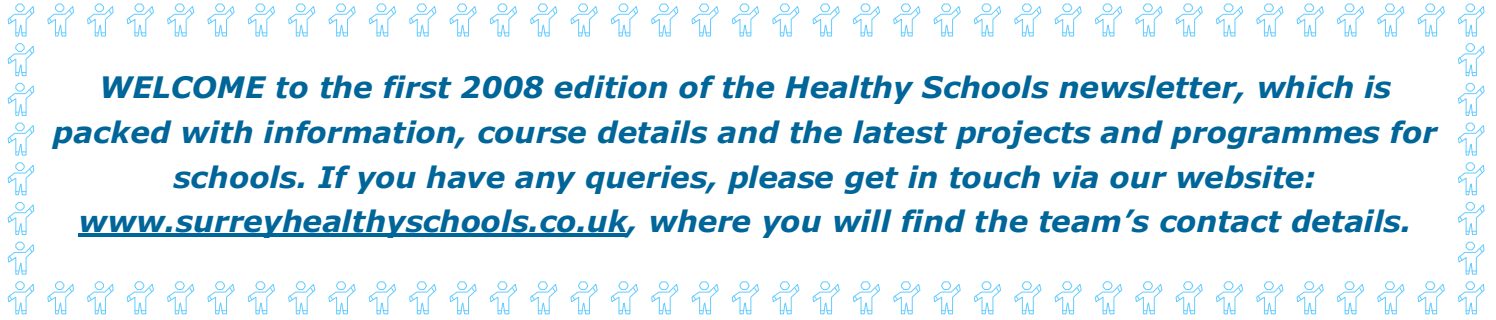 WELCOME to the first 2008 edition of the Healthy Schools newsletter, which is
packed with information, course details and the latest projects and programmes for
schools. If you have any queries, please get in touch via our website:
www.surreyhealthyschools.co.uk, where you will find the team’s contact details.